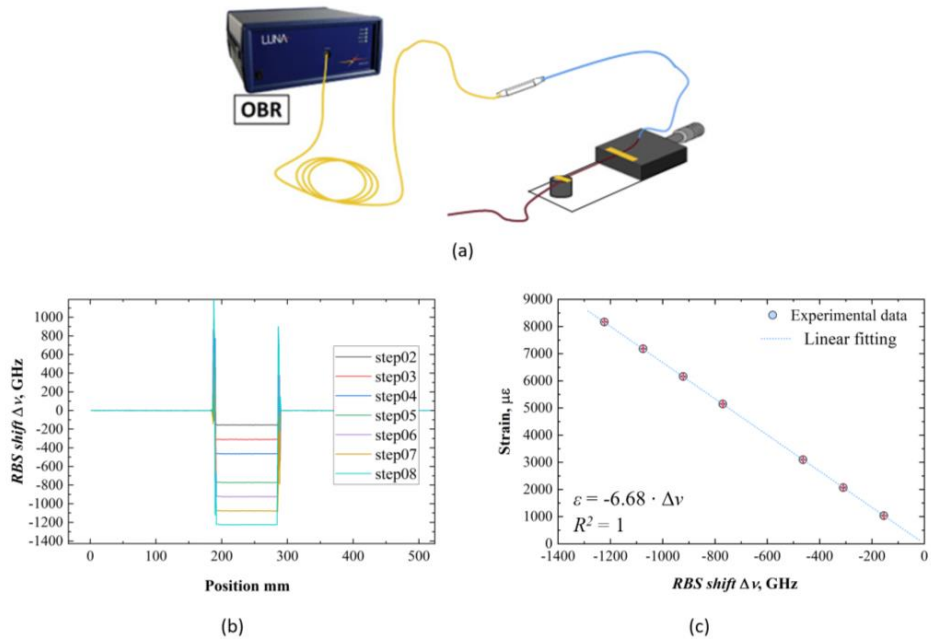 LUNA
OBR
(a)
RBS shift Δν, GHz
1000
800
600
400
200
0
-200
-400
-600
-800
-1000
-1200
-1400
0
100
200
300
400
500
Position mm
step02
step03
step04
step05
step06
step07
step08
(b)
Strain, με
9000
8000
7000
6000
5000
4000
3000
2000
1000
0
-1400
-1200
-1000
-800
-600
-400
-200
0
RBS shift Δν, GHz
Experimental data
Linear fitting
ε = -6.68 · Δν
R² = 1
(c)